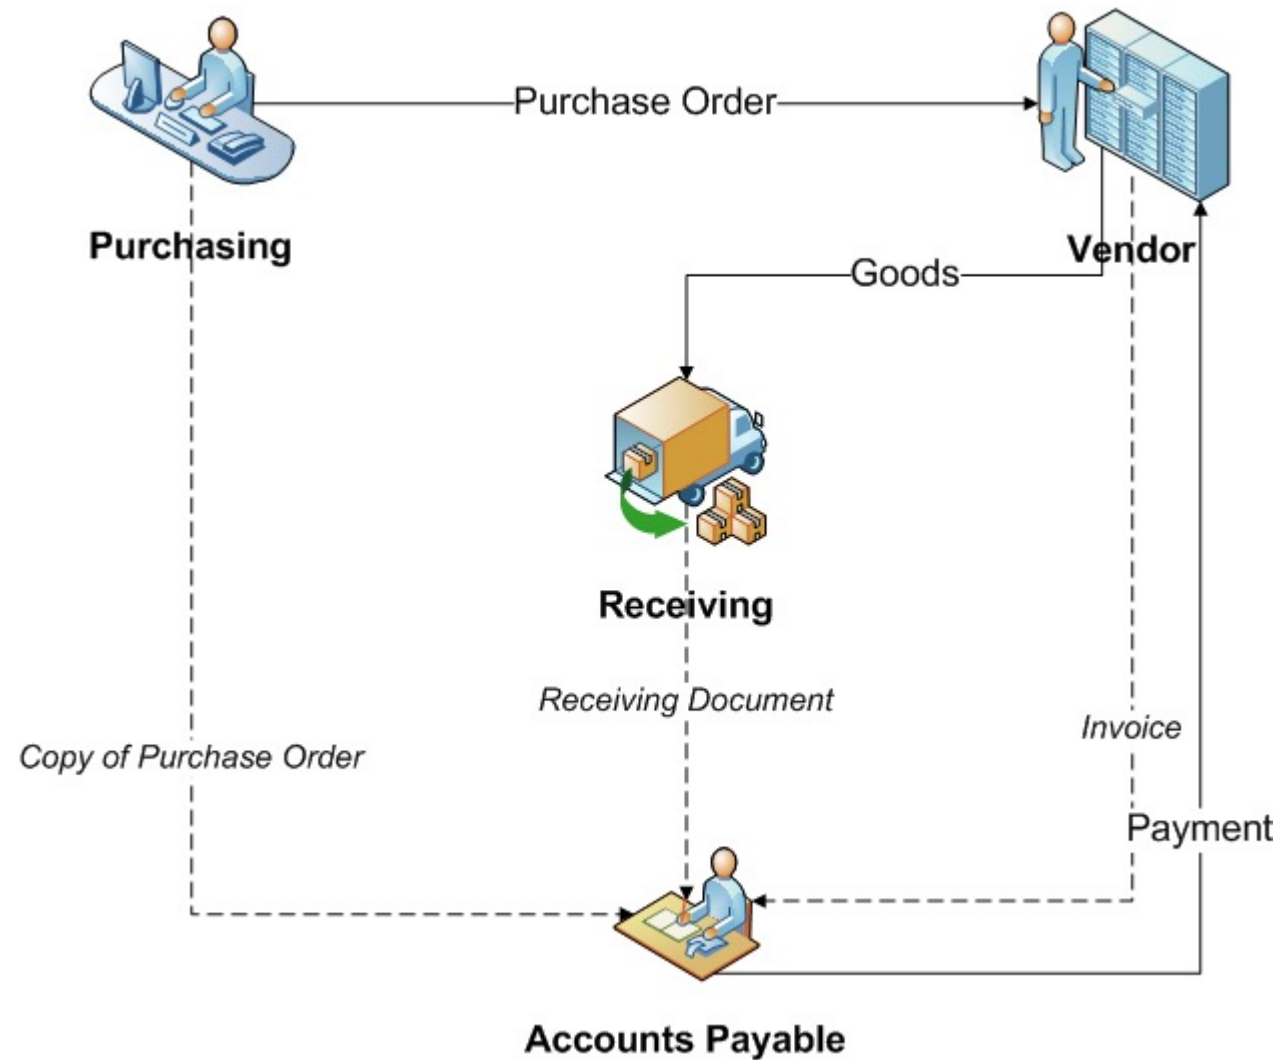 Purchase Order
Purchasing
Vendor
Goods
Receiving
Receiving Document
Invoice
Copy of Purchase Order
Payment
Accounts Payable